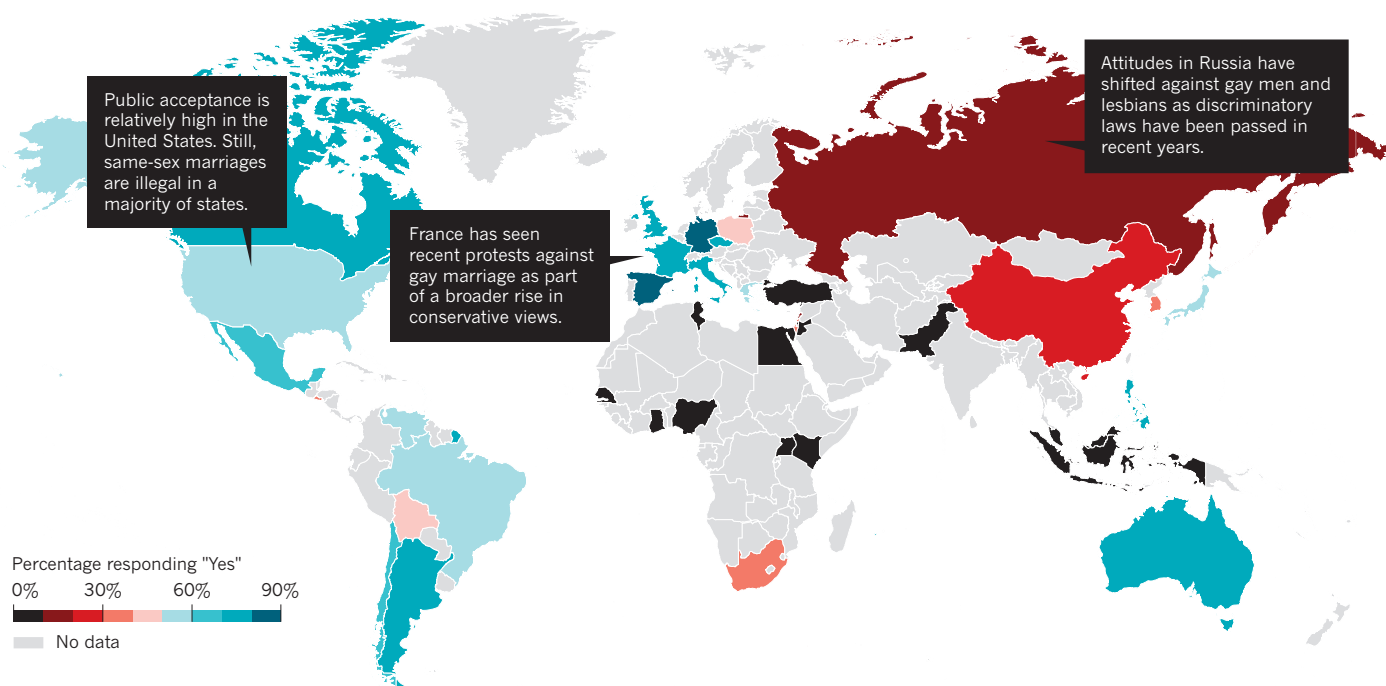 Public acceptance is
relatively high in the
United States. Still,
same-sex marriages
are illegal in a
majority of states.
France has seen
recent protests against
gay marriage as part
of a broader rise in
conservative views.
Attitudes in Russia have
shifted against gay men and
lesbians as discriminatory
laws have been passed in
recent years.
Percentage responding "Yes"
0% 30% 60% 90%
No data